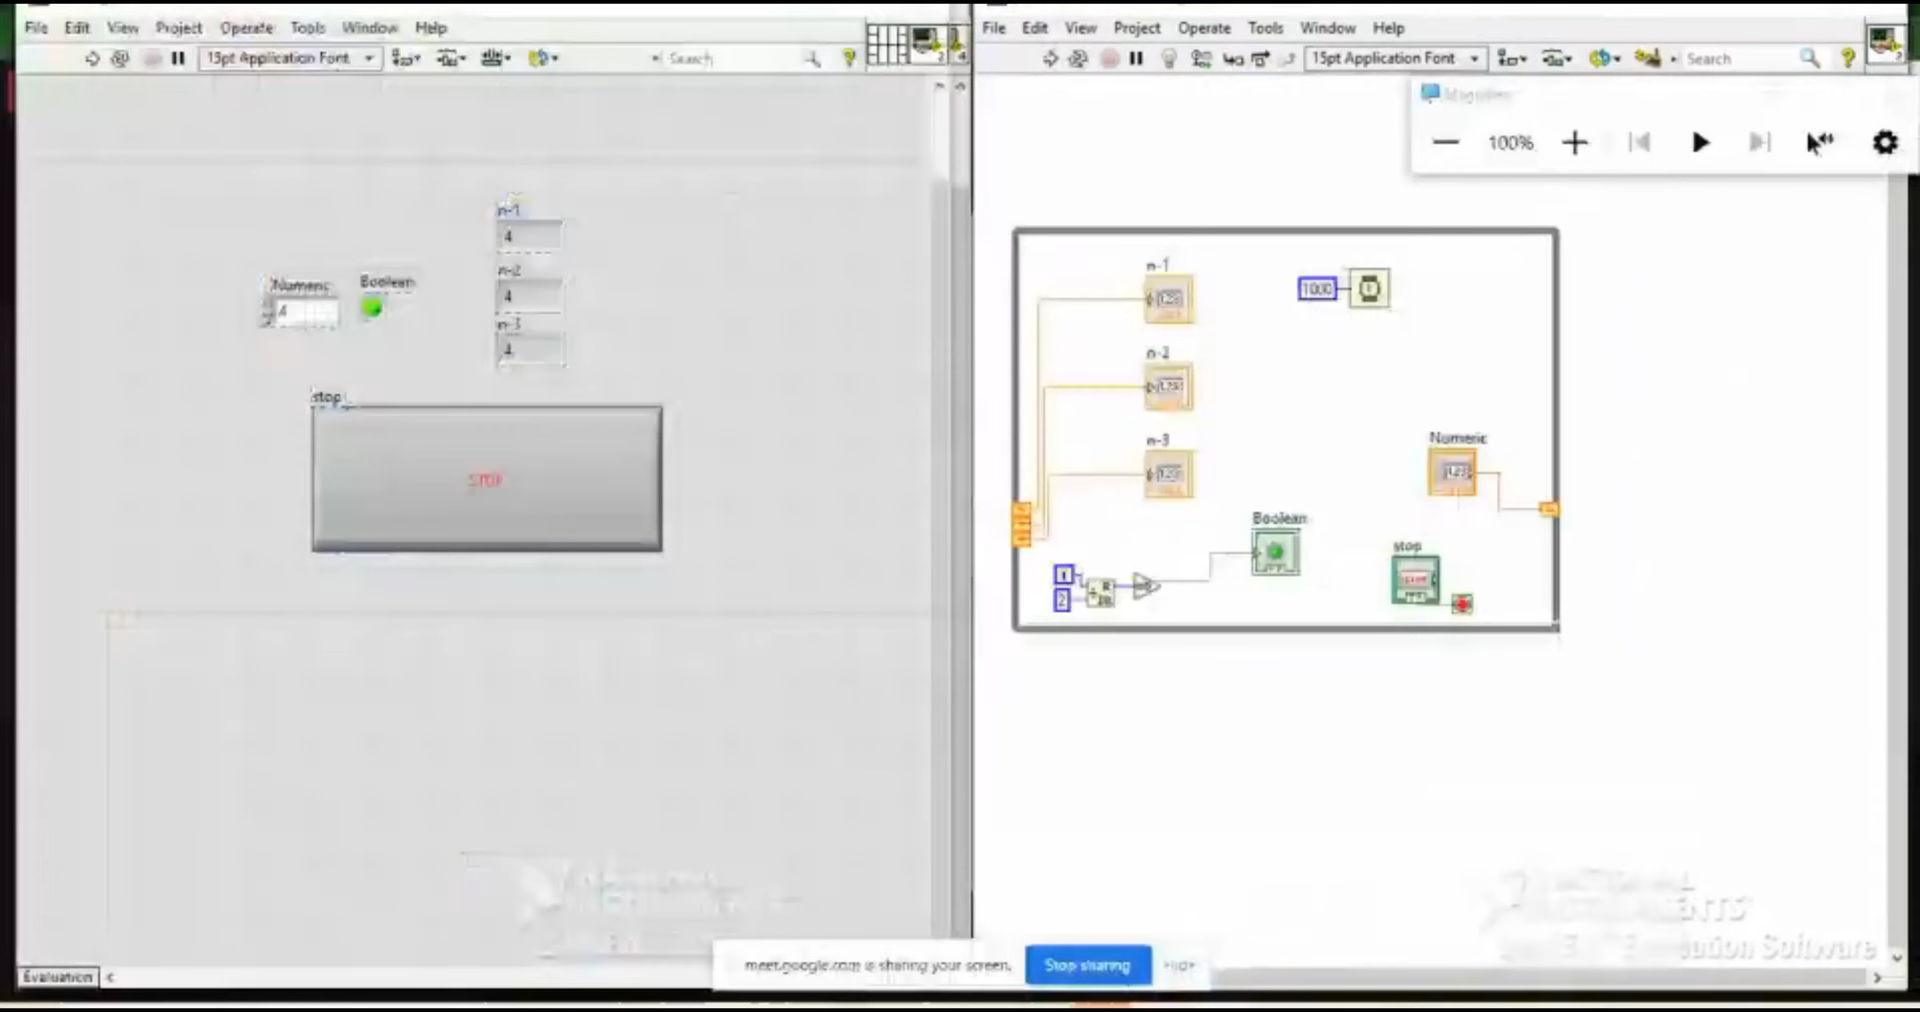 File Edit View Project Operate Tools Window Help
15pt Application Font
Search
n-1
4
n-2
4
n-3
4
Numeric
4
Boolean
stop
STOP
Evaluation
File Edit View Project Operate Tools Window Help
15pt Application Font
Search
100%
n-1
1000
n-2
n-3
Numeric
Boolean
stop
2
meet.google.com is sharing your screen.
Stop sharing